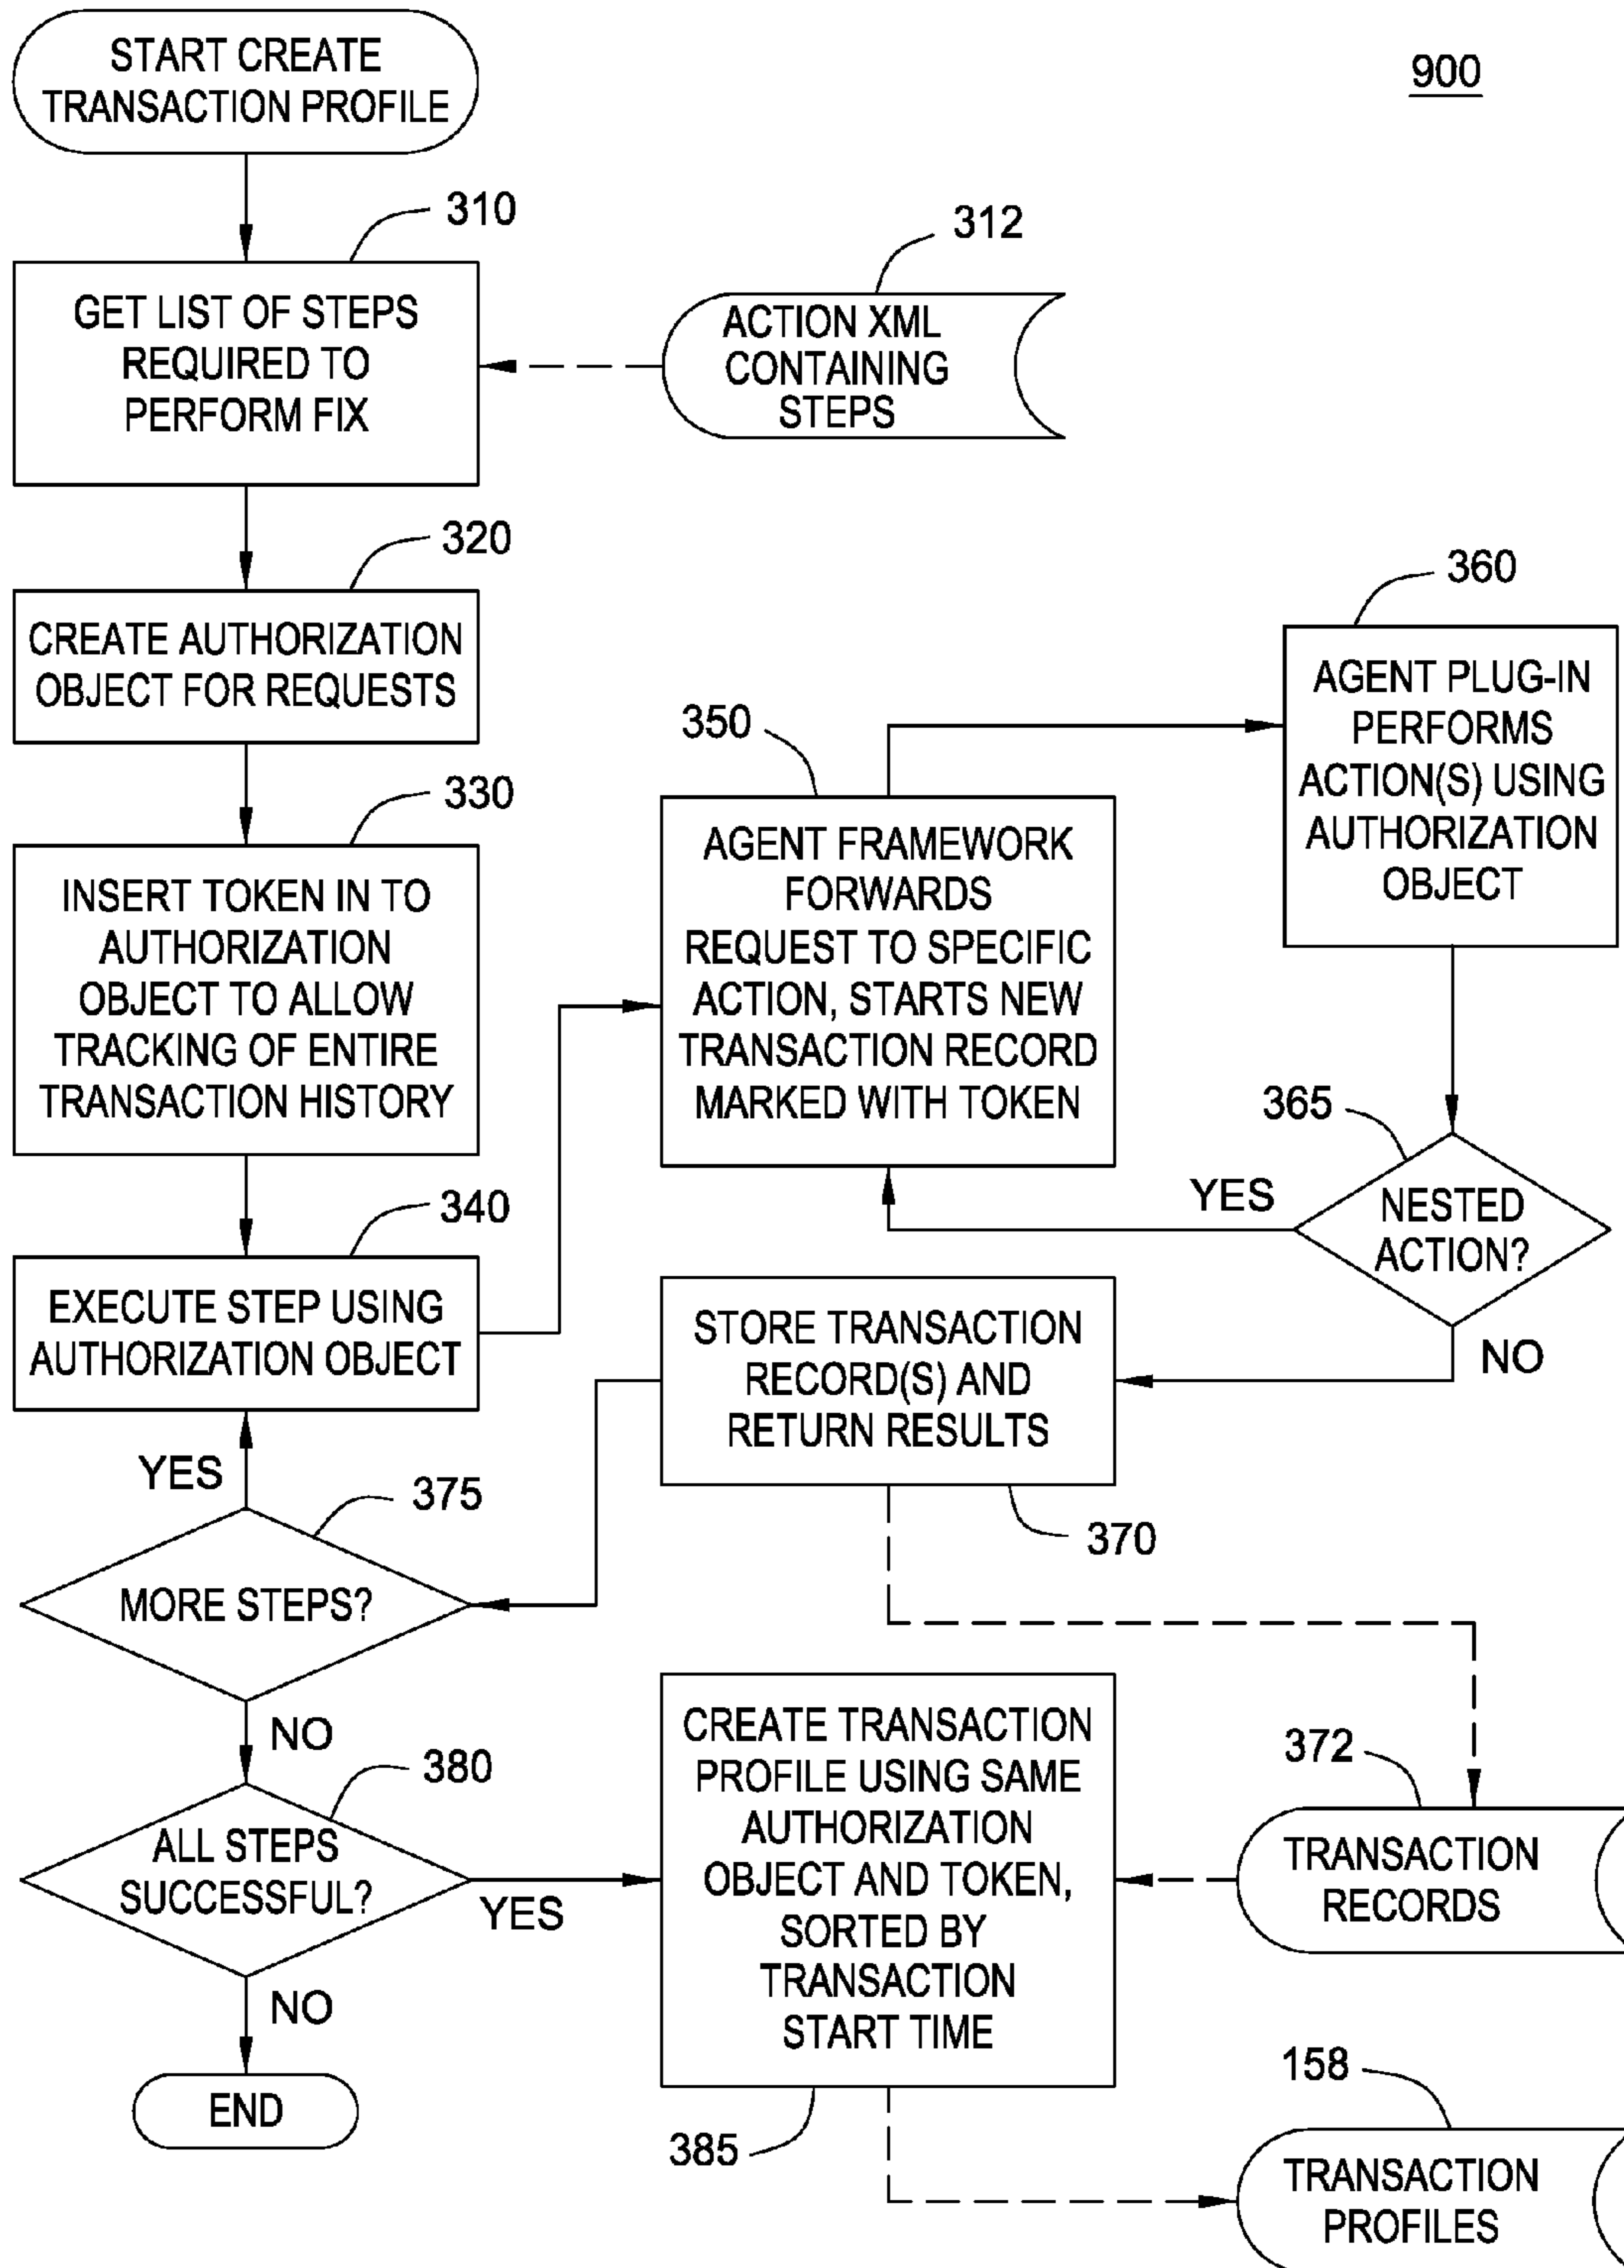 START CREATE
TRANSACTION PROFILE
900
310
GET LIST OF STEPS
REQUIRED TO
PERFORM FIX
312
ACTION XML
CONTAINING
STEPS
320
CREATE AUTHORIZATION
OBJECT FOR REQUESTS
330
INSERT TOKEN IN TO
AUTHORIZATION
OBJECT TO ALLOW
TRACKING OF ENTIRE
TRANSACTION HISTORY
340
EXECUTE STEP USING
AUTHORIZATION OBJECT
350
AGENT FRAMEWORK
FORWARDS
REQUEST TO SPECIFIC
ACTION, STARTS NEW
TRANSACTION RECORD
MARKED WITH TOKEN
360
AGENT PLUG-IN
PERFORMS
ACTION(S) USING
AUTHORIZATION
OBJECT
365
NESTED
ACTION?
YES
NO
STORE TRANSACTION
RECORD(S) AND
RETURN RESULTS
370
YES
375
MORE STEPS?
NO
380
ALL STEPS
SUCCESSFUL?
YES
NO
END
CREATE TRANSACTION
PROFILE USING SAME
AUTHORIZATION
OBJECT AND TOKEN,
SORTED BY
TRANSACTION
START TIME
385
372
TRANSACTION
RECORDS
158
TRANSACTION
PROFILES